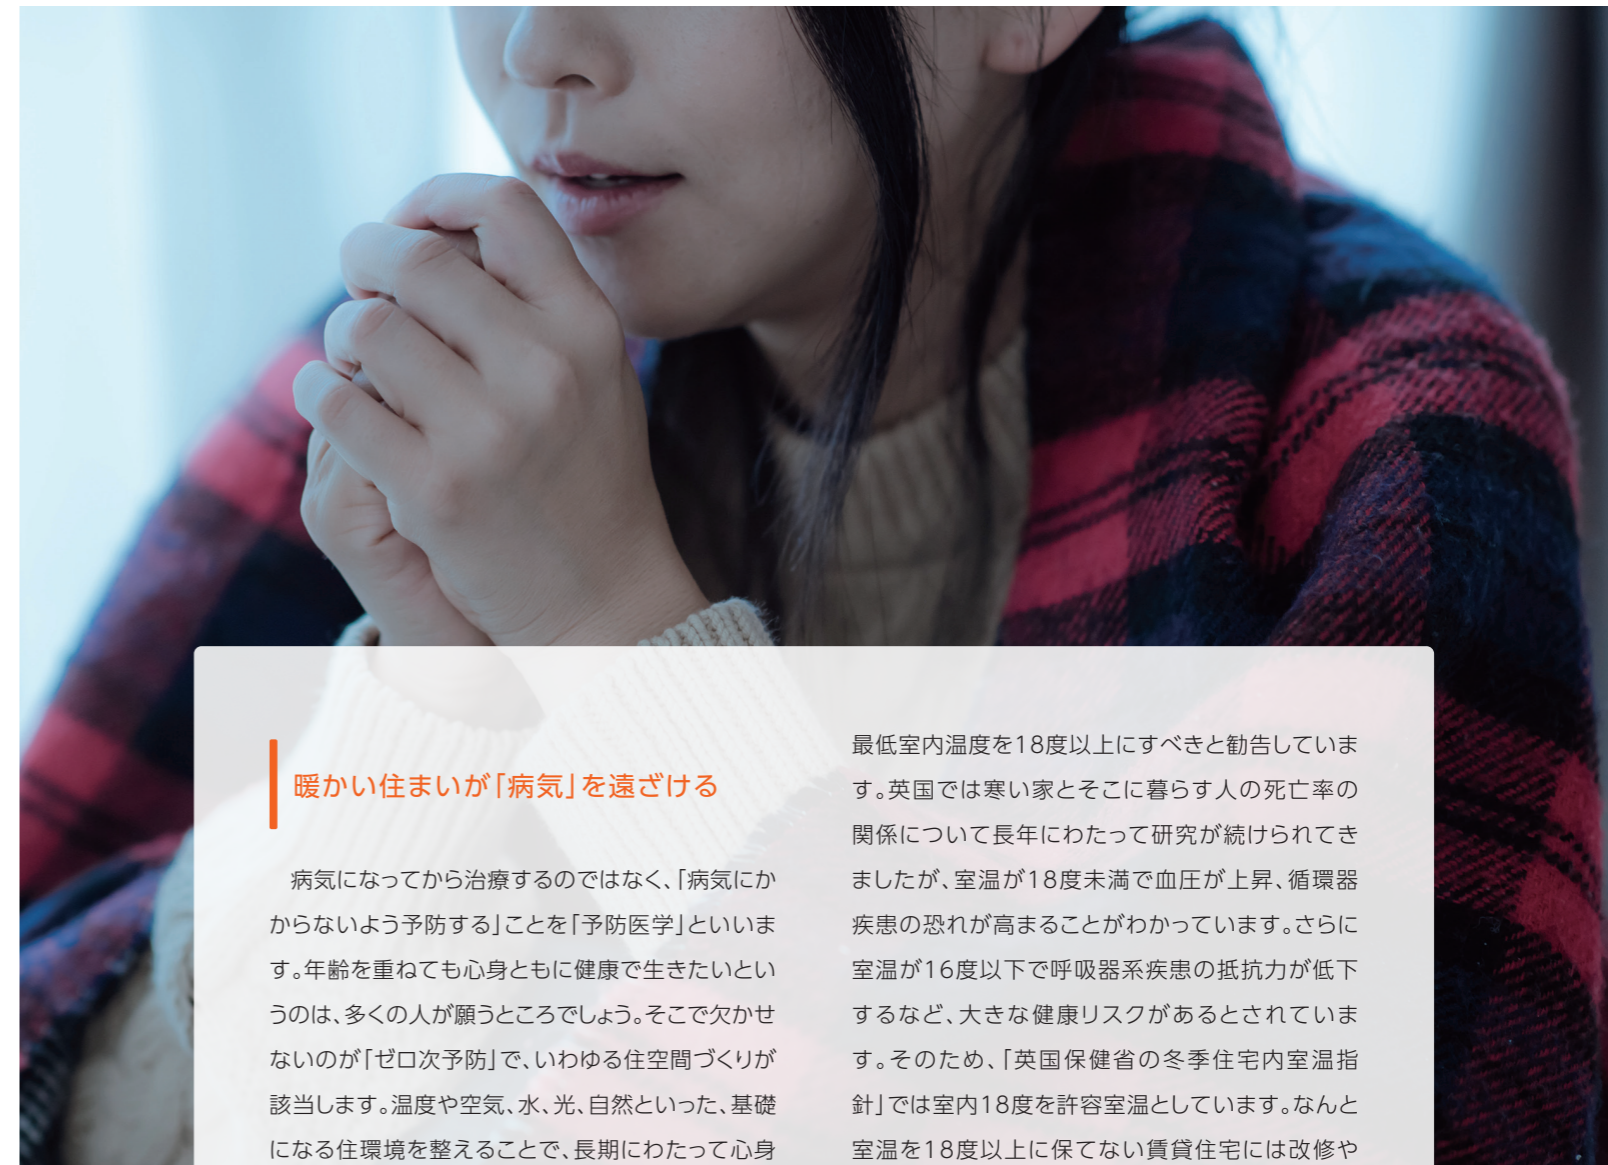 暖かい住まいが「病気」を遠ざける
病気になってから治療するのではなく、「病気にか
からないよう予防する」ことを「予防医学」といいま
す。年齢を重ねても心身ともに健康で生きたいとい
うのは、多くの人が願うところでしょう。そこで欠かせ
ないのが「ゼロ次予防」で、いわゆる住空間づくりが
該当します。温度や空気、水、光、自然といった、基礎
になる住環境を整えることで、長期にわたって心身
最低室内温度を18度以上にすべきと勧告していま
す。英国では寒い家とそこに暮らす人の死亡率の
関係について長年にわたって研究が続けられてき
ましたが、室温が18度未満で血圧が上昇、循環器
疾患の恐れが高まることがわかっています。さらに
室温が16度以下で呼吸器系疾患の抵抗力が低下
するなど、大きな健康リスクがあるとされていま
す。そのため、「英国保健省の冬季住宅内室温指
針」では室内18度を許容室温としています。なんと
室温を18度以上に保てない賃貸住宅には改修や